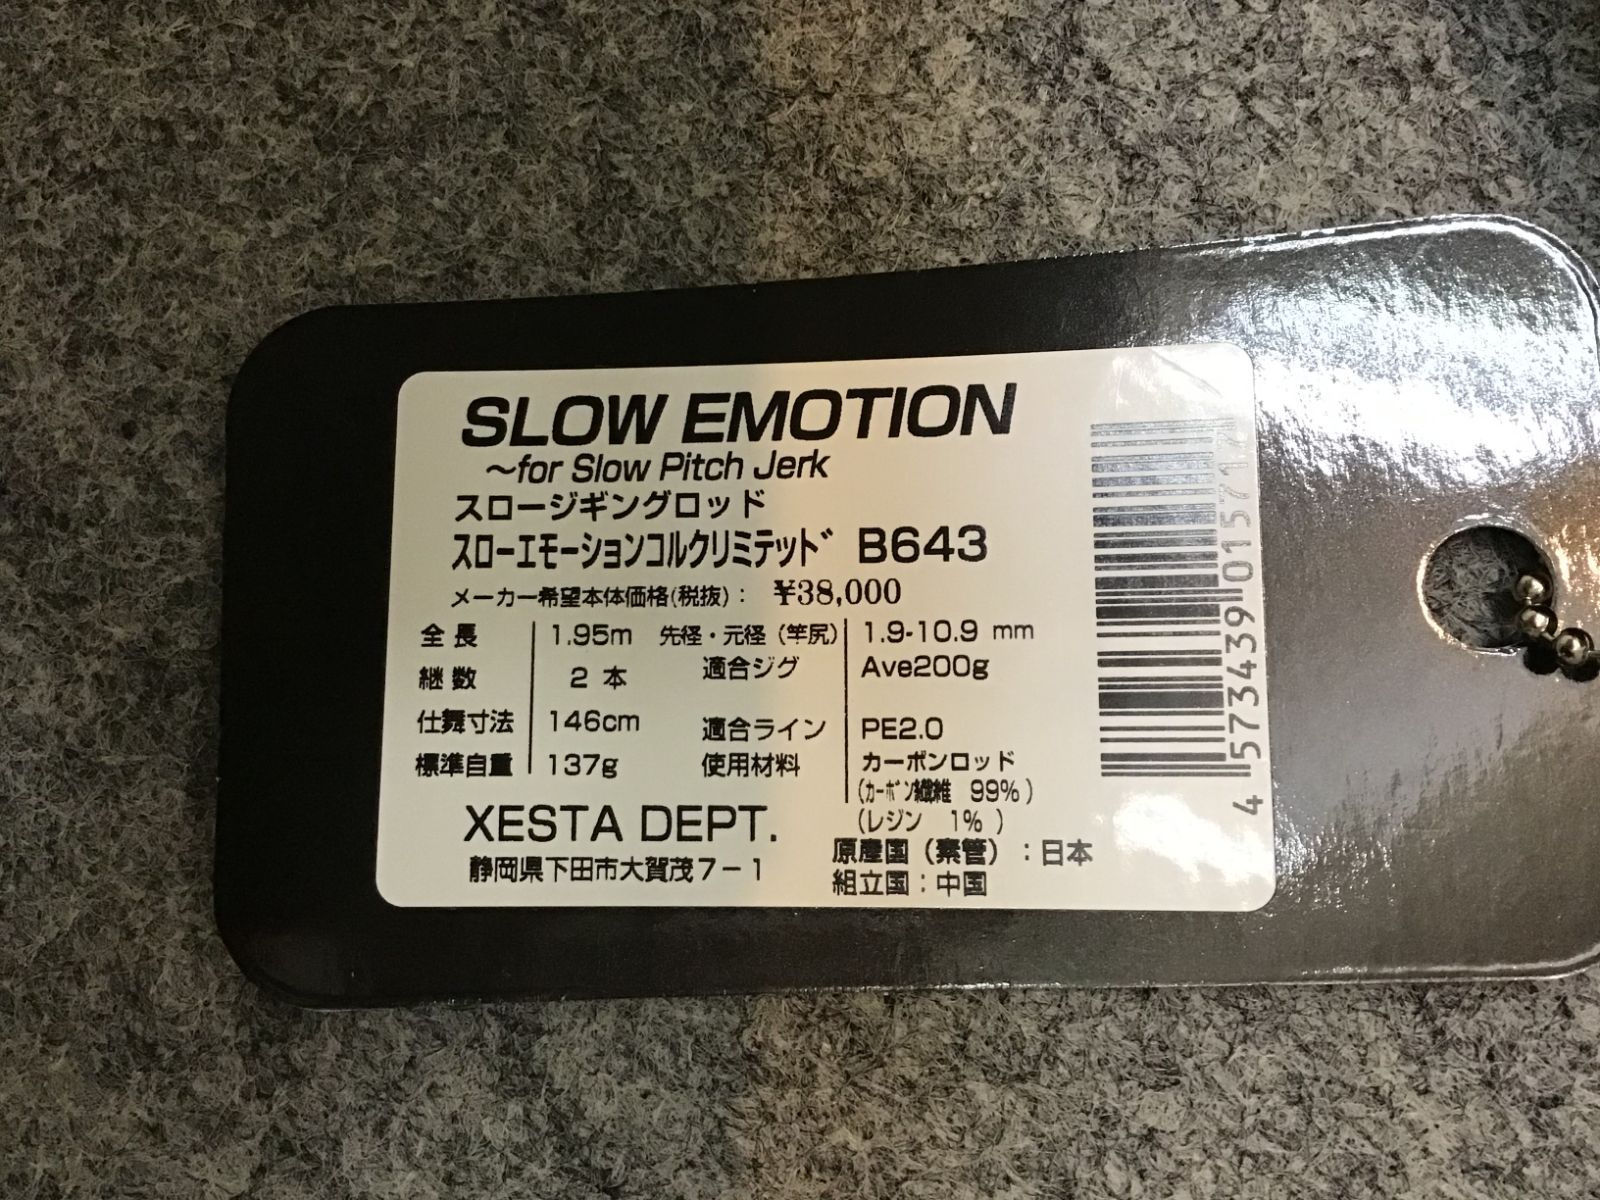 SLOW EMOTION
～for Slow Pitch Jerk
スロージギングロッド
スローエモーションコルクリミテッド B643
メーカー希望本体価格(税抜)： ¥38,000
全長 1.95m 先径・元径（竿尻） 1.9-10.9 mm
継数 2本 適合ジグ Ave200g
仕舞寸法 146cm 適合ライン PE2.0
標準自重 137g 使用材料 カーボンロッド
（カーボン繊維 99%）
（レジン 1%）
XESTA DEPT.
静岡県下田市大賀茂7－1
原産国（素管）：日本
組立国：中国
4 573439 015717